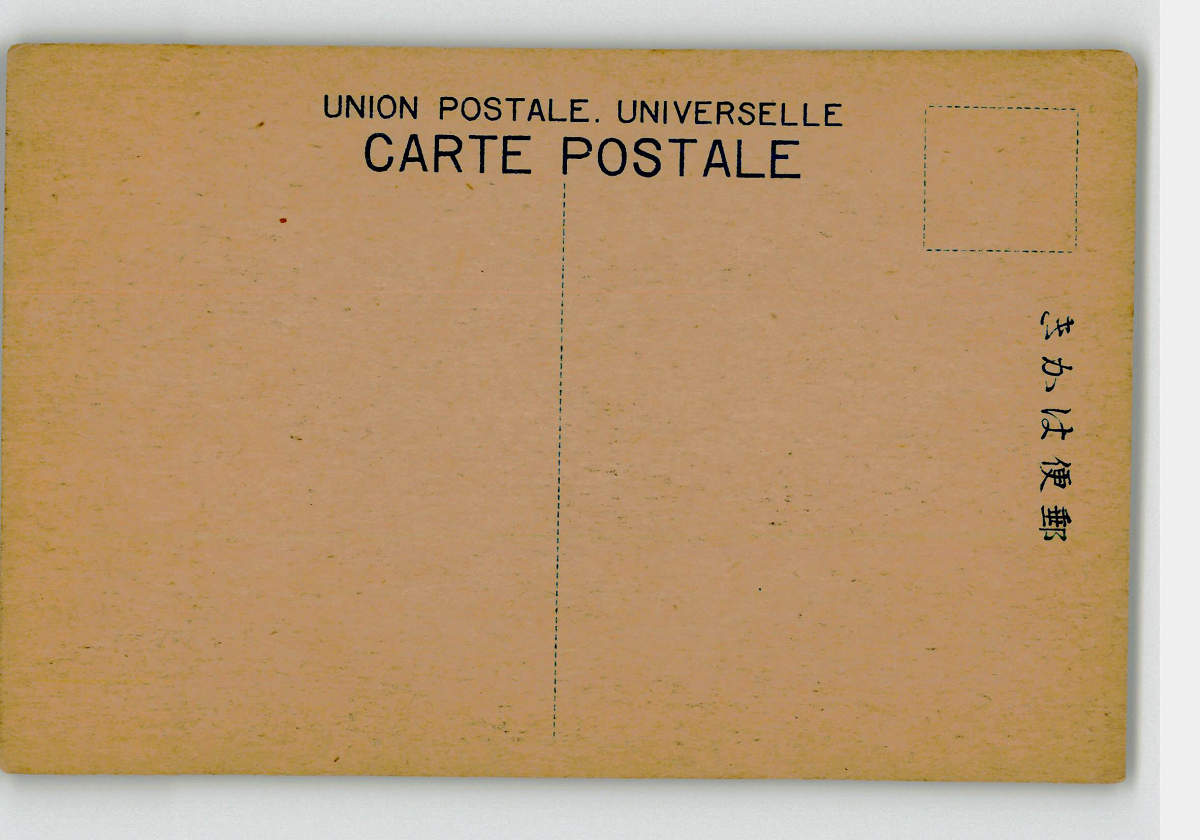 UNION POSTALE. UNIVERSELLE
CARTE POSTALE
郵便はかき